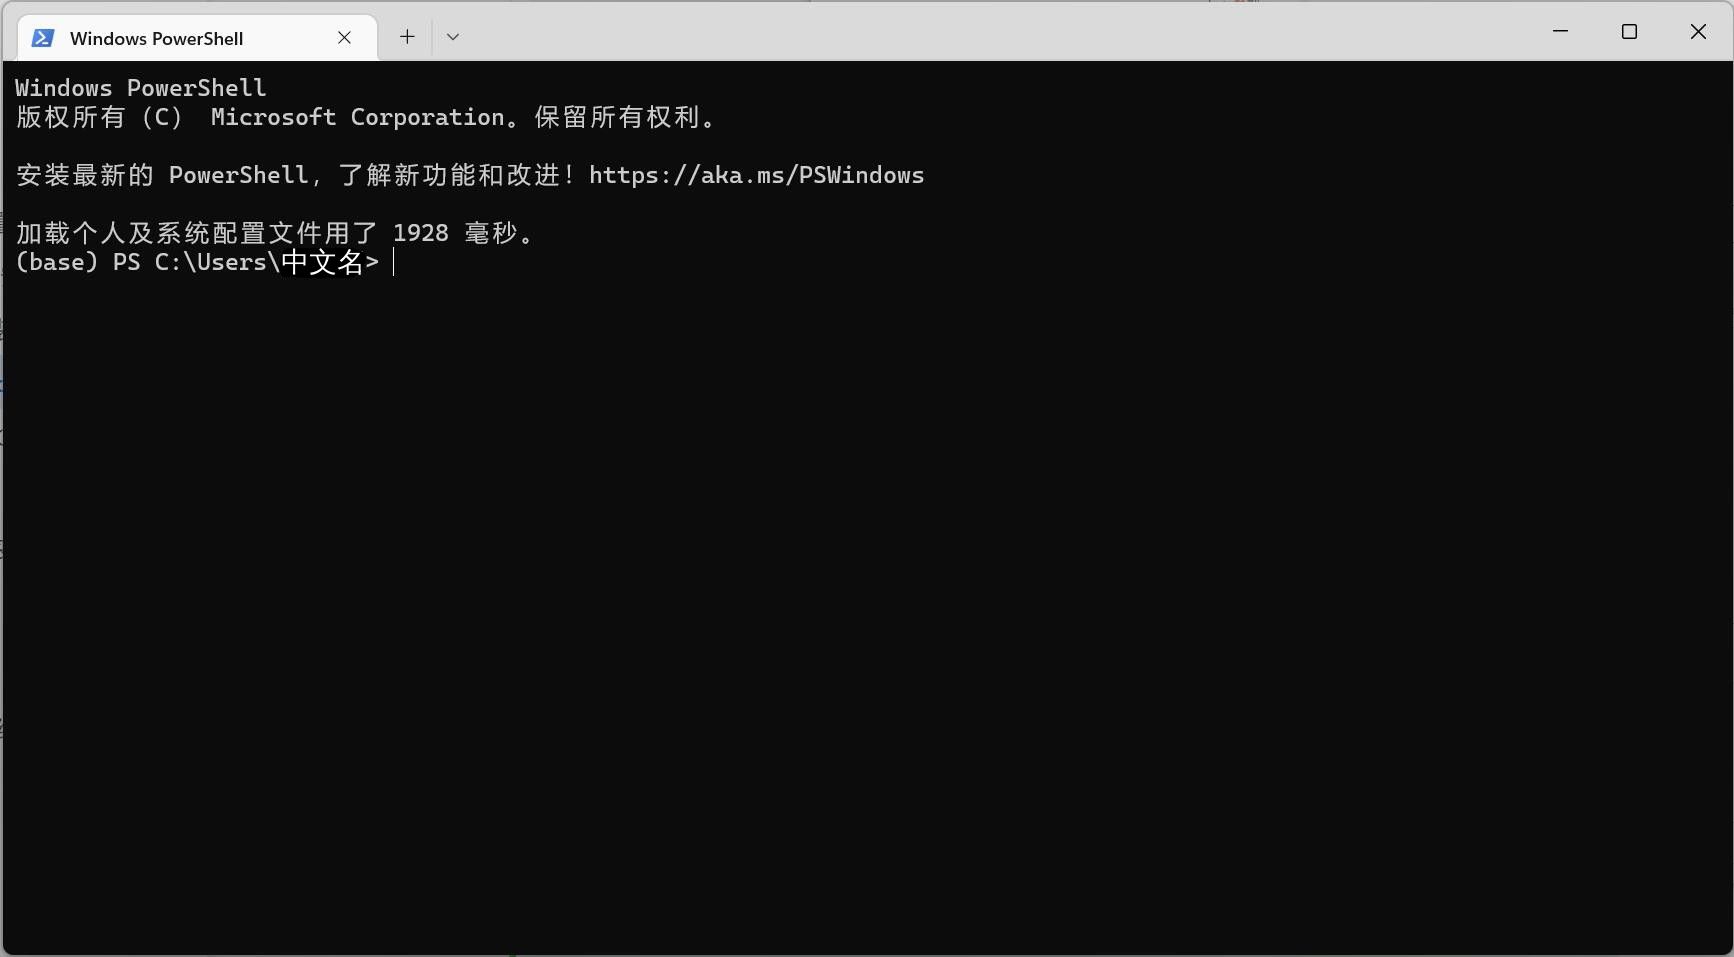 Windows PowerShell
Windows PowerShell
版权所有（C） Microsoft Corporation。保留所有权利。
安装最新的 PowerShell，了解新功能和改进！https://aka.ms/PSWindows
加载个人及系统配置文件用了 1928 毫秒。
(base) PS C:\Users\中文名>